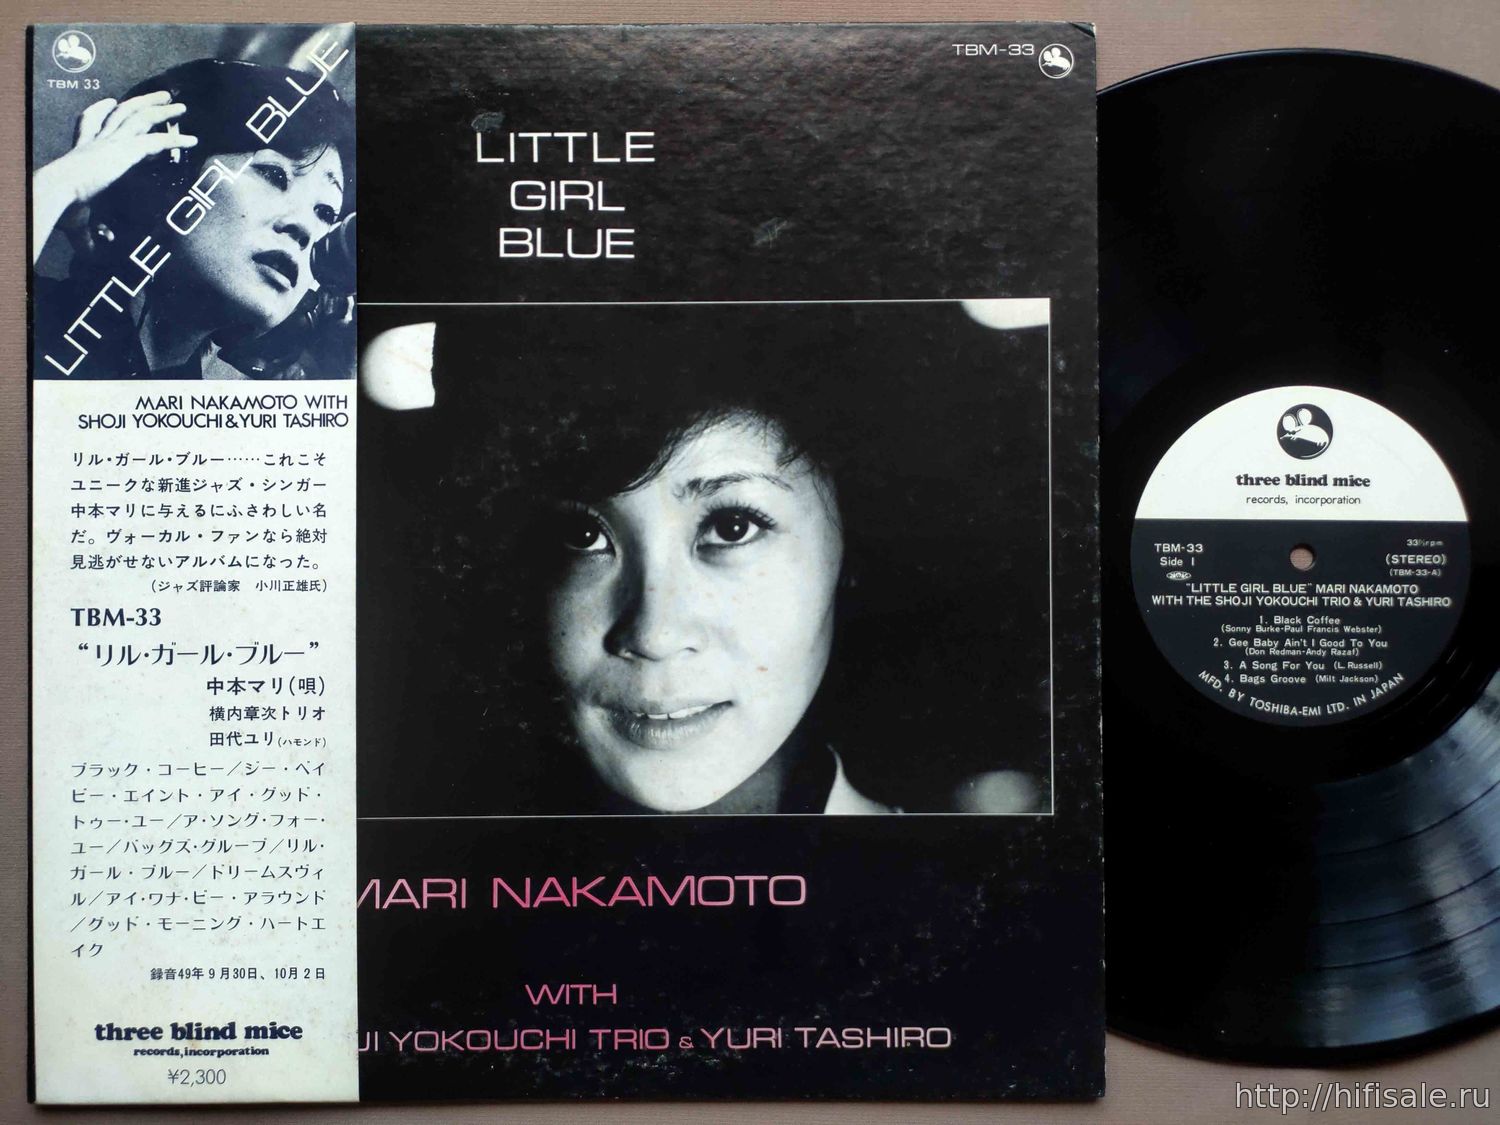 TBM 33
LITTLE GIRL BLUE
MARI NAKAMOTO WITH
SHOJI YOKOUCHI & YURI TASHIRO
リル・ガール・ブルー……これこそ
ユニークな新進ジャズ・シンガー
中本マリに与えるにふさわしい名
だ。ヴォーカル・ファンなら絶対
見逃がせないアルバムになった。
(ジャズ評論家 小川正雄氏)
TBM-33
“リル・ガール・ブルー”
中本マリ(唄)
横内章次トリオ
田代ユリ(ハモンド)
ブラック・コーヒー/ジー・ベイ
ビー・エイント・アイ・グッド・
トゥー・ユー/ア・ソング・フォー・
ユー/バッグズ・グルーブ/リル・
ガール・ブルー/ドリームスヴィ
ル/アイ・ワナ・ビー・アラウンド
/グッド・モーニング・ハートエ
イク
録音49年9月30日、10月2日
three blind mice
records, incorporation
¥2,300
TBM-33
LITTLE
GIRL
BLUE
MARI NAKAMOTO
WITH
JI YOKOUCHI TRIO & YURI TASHIRO
three blind mice
records, incorporation
TBM-33
Side 1
33⅓rpm
(STEREO)
(TBM-33-A)
"LITTLE GIRL BLUE" MARI NAKAMOTO
WITH THE SHOJI YOKOUCHI TRIO & YURI TASHIRO
1. Black Coffee
(Sonny Burke-Paul Francis Webster)
2. Gee Baby Ain't I Good To You
(Don Redman-Andy Razaf)
3. A Song For You (L. Russell)
4. Bags Groove (Milt Jackson)
MFD. BY TOSHIBA-EMI LTD. IN JAPAN
http://hifisale.ru